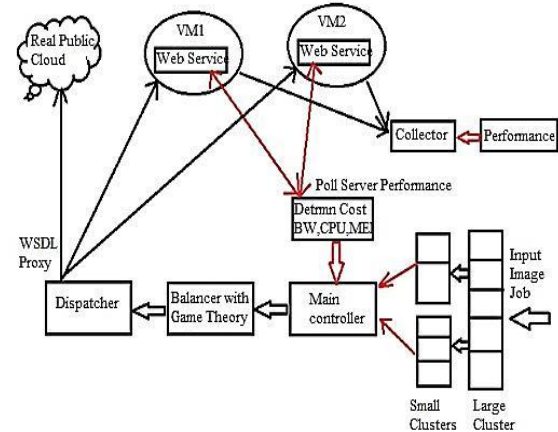 VM1
VM2
Real Public
Cloud
Web Service
Web Service
Collector
Performance
Poll Server Performance
Detrmn Cost
BW,CPU,MEI
WSDL
Proxy
Input
Image
Job
Dispatcher
Balancer with
Game Theory
Main
controller
Small
Clusters
Large
Cluster